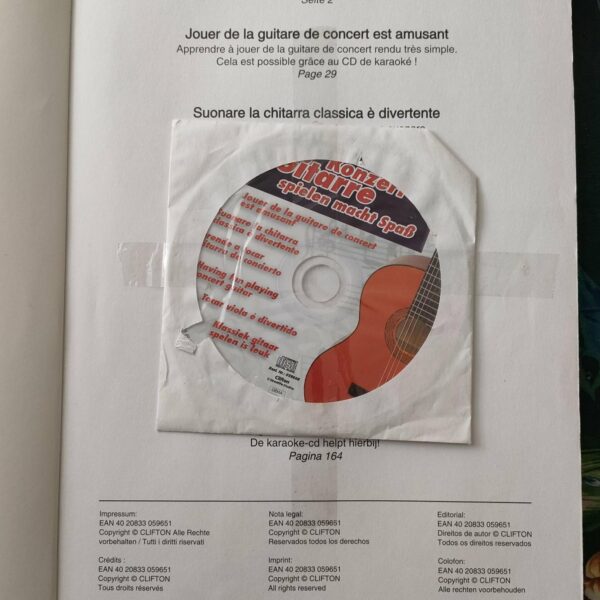 Seite 2
Jouer de la guitare de concert est amusant
Apprendre à jouer de la guitare de concert rendu très simple.
Cela est possible grâce au CD de karaoké !
Page 29
Suonare la chitarra classica è divertente
Konzert
Gitarre
spielen macht Spaß
Jouer de la guitare de concert
est amusant
Suonare la chitarra
classica è divertente
tocar
guitarra de concierto
Having fun playing
concert guitar
Tocar viola é divertido
Klassiek gitaar
spelen is leuk
Clifton
De karaoke-cd helpt hierbij!
Pagina 164
Impressum:
EAN 40 20833 059651
Copyright © CLIFTON Alle Rechte
vorbehalten / Tutti i diritti riservati
Nota legal:
EAN 40 20833 059651
Copyright © CLIFTON
Reservados todos los derechos
Editorial:
EAN 40 20833 059651
Direitos de autor © CLIFTON
Todos os direitos reservados
Crédits :
EAN 40 20833 059651
Copyright © CLIFTON
Tous droits réservés
Imprint:
EAN 40 20833 059651
Copyright © CLIFTON
All rights reserved
Colofon:
EAN 40 20833 059651
Copyright © CLIFTON
Alle rechten voorbehouden